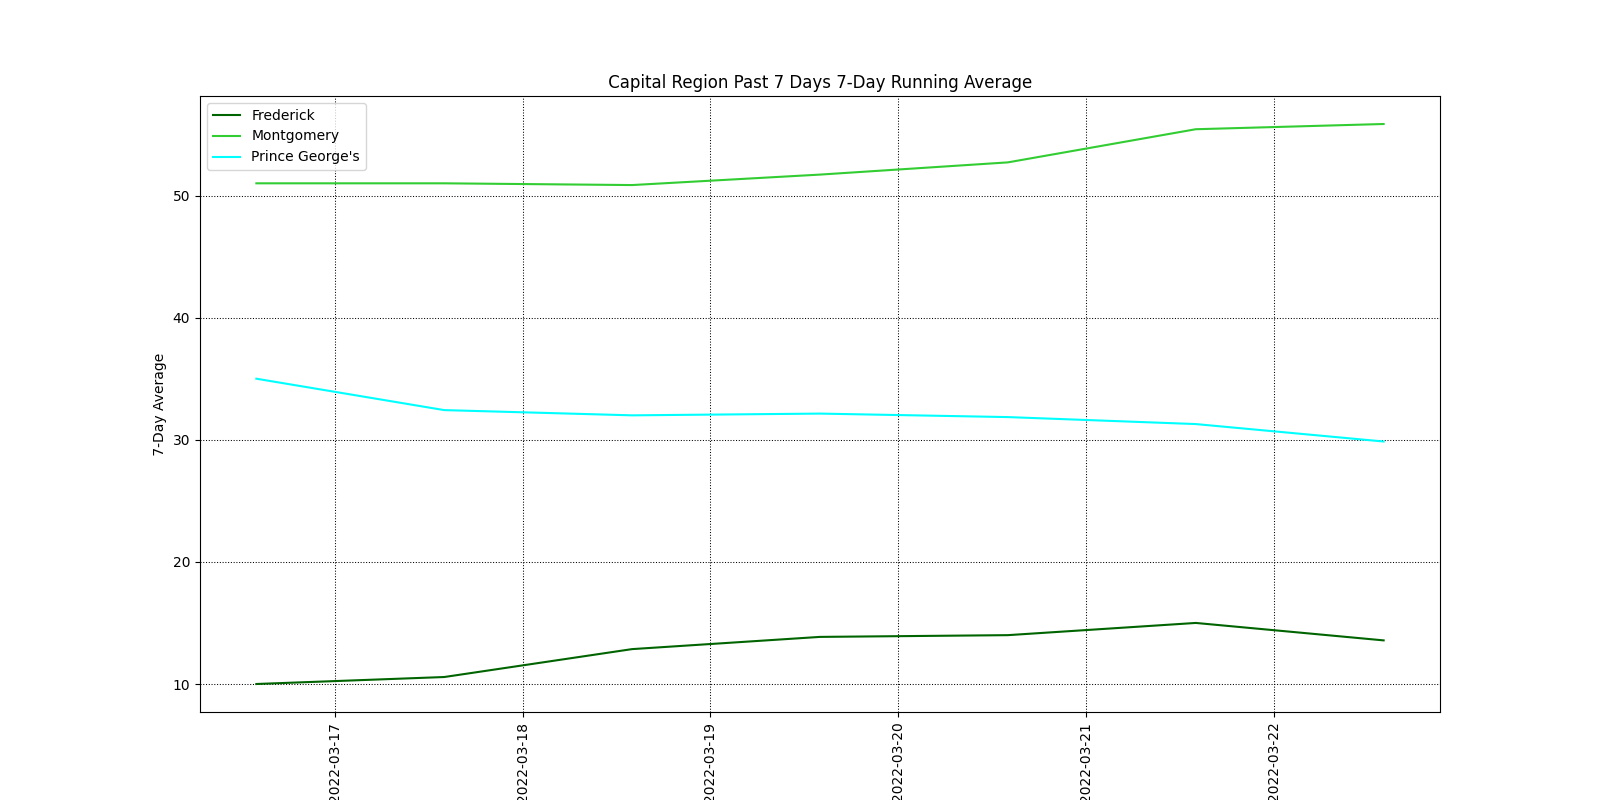 Capital Region Past 7 Days 7-Day Running Average
Frederick
Montgomery
Prince George's
50
40
30
20
10
7-Day Average
2022-03-17
2022-03-18
2022-03-19
2022-03-20
2022-03-21
2022-03-22